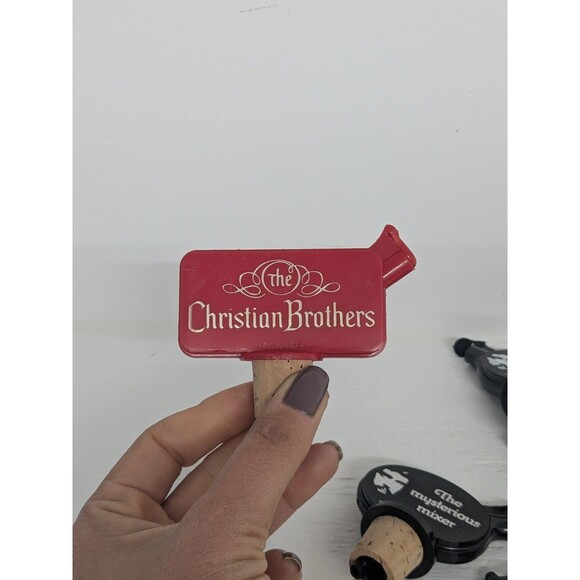 the
Christian Brothers
The
mysterious
mixer